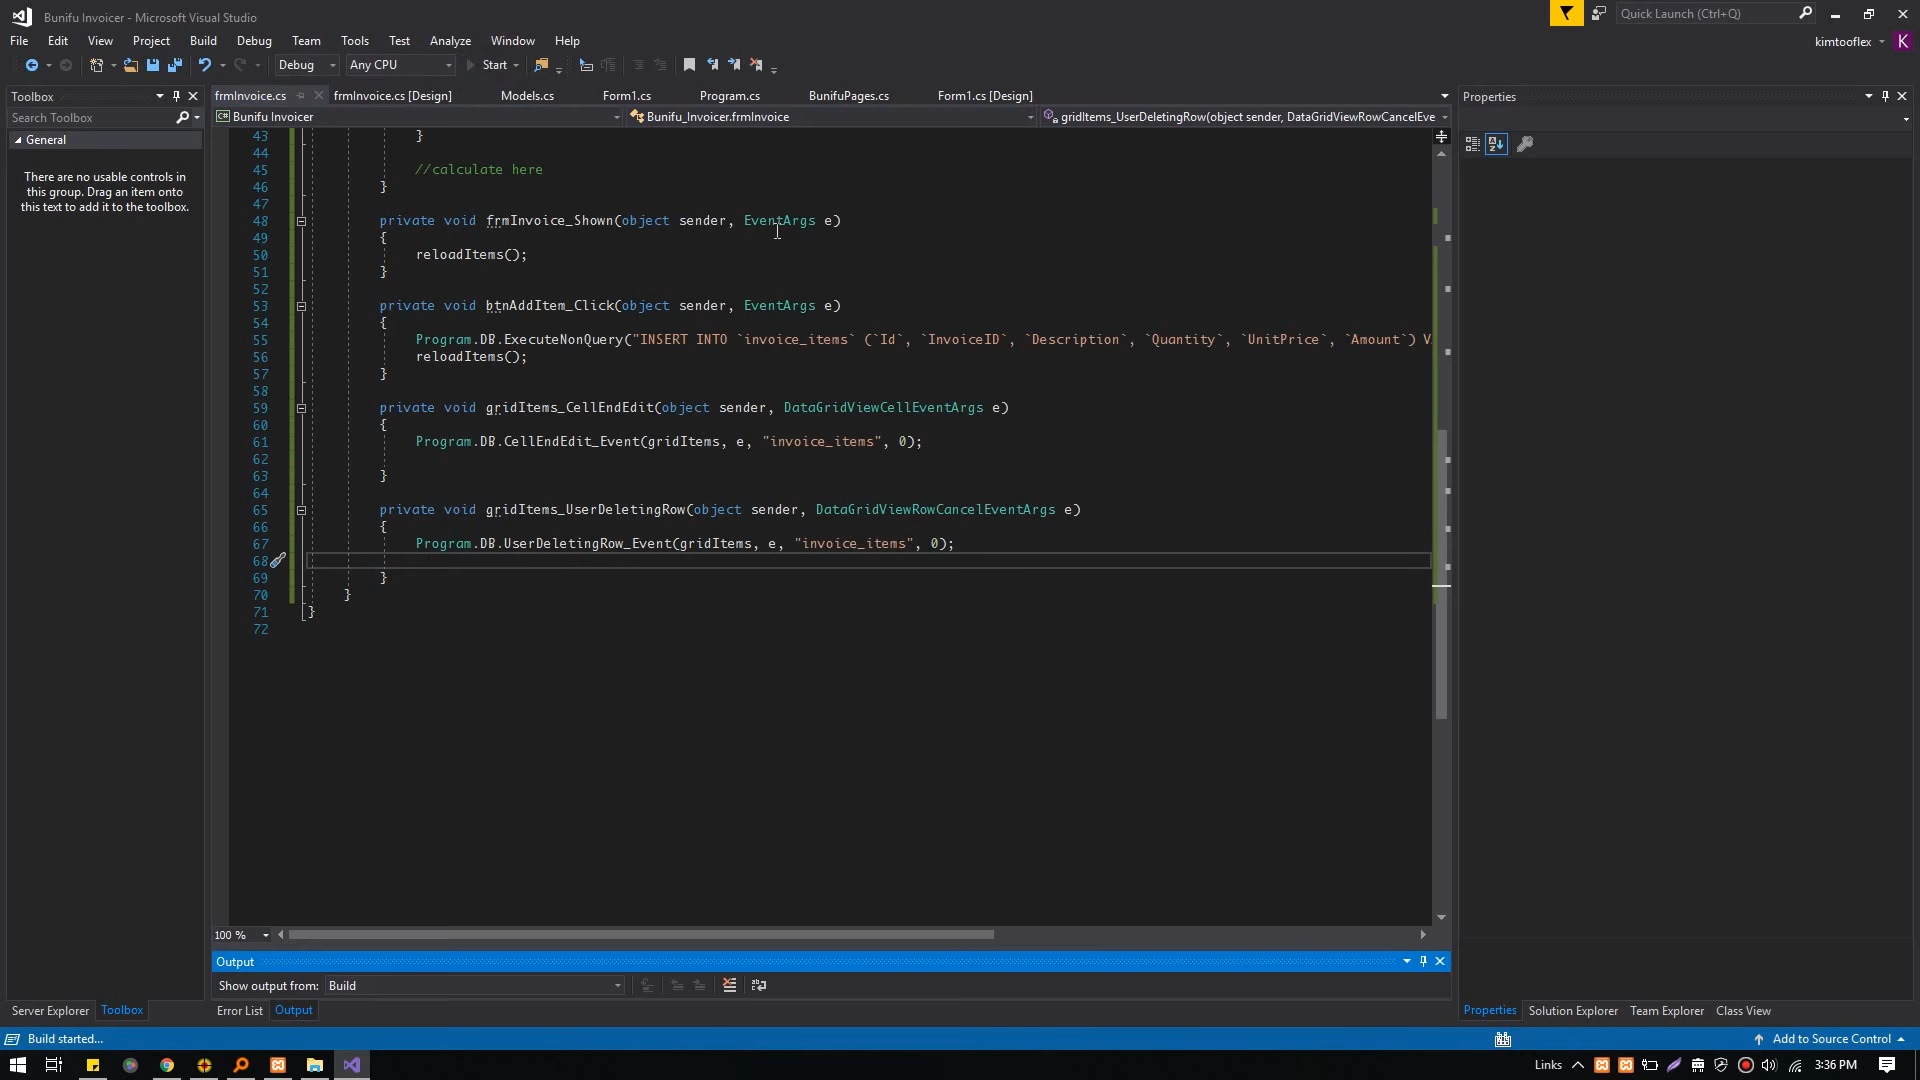 Bunifu Invoicer - Microsoft Visual Studio
Quick Launch (Ctrl+Q)
File Edit View Project Build Debug Team Tools Test Analyze Window Help
kimtooflex K
Debug Any CPU Start
Toolbox
Search Toolbox
General
There are no usable controls in
this group. Drag an item onto
this text to add it to the toolbox.
frmInvoice.cs frmInvoice.cs [Design] Models.cs Form1.cs Program.cs BunifuPages.cs Form1.cs [Design]
C# Bunifu Invoicer Bunifu_Invoicer.frmInvoice gridItems_UserDeletingRow(object sender, DataGridViewRowCancelEve
43 }
44
45 //calculate here
46 }
47
48 private void frmInvoice_Shown(object sender, EventArgs e)
49 {
50 reloadItems();
51 }
52
53 private void btnAddItem_Click(object sender, EventArgs e)
54 {
55 Program.DB.ExecuteNonQuery("INSERT INTO `invoice_items` (`Id`, `InvoiceID`, `Description`, `Quantity`, `UnitPrice`, `Amount`) V
56 reloadItems();
57 }
58
59 private void gridItems_CellEndEdit(object sender, DataGridViewCellEventArgs e)
60 {
61 Program.DB.CellEndEdit_Event(gridItems, e, "invoice_items", 0);
62
63 }
64
65 private void gridItems_UserDeletingRow(object sender, DataGridViewRowCancelEventArgs e)
66 {
67 Program.DB.UserDeletingRow_Event(gridItems, e, "invoice_items", 0);
68
69 }
70 }
71 }
72
100 %
Output
Show output from: Build
Error List Output
Server Explorer Toolbox
Properties
Properties Solution Explorer Team Explorer Class View
Build started...
Add to Source Control
Links 3:36 PM